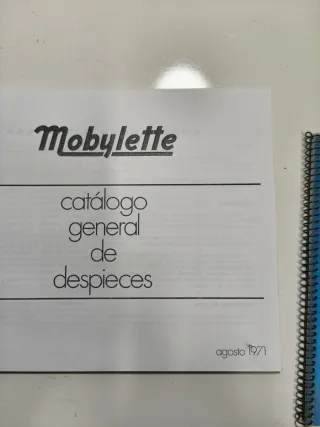 Mobylette
catálogo
general
de
despieces
agosto 1971